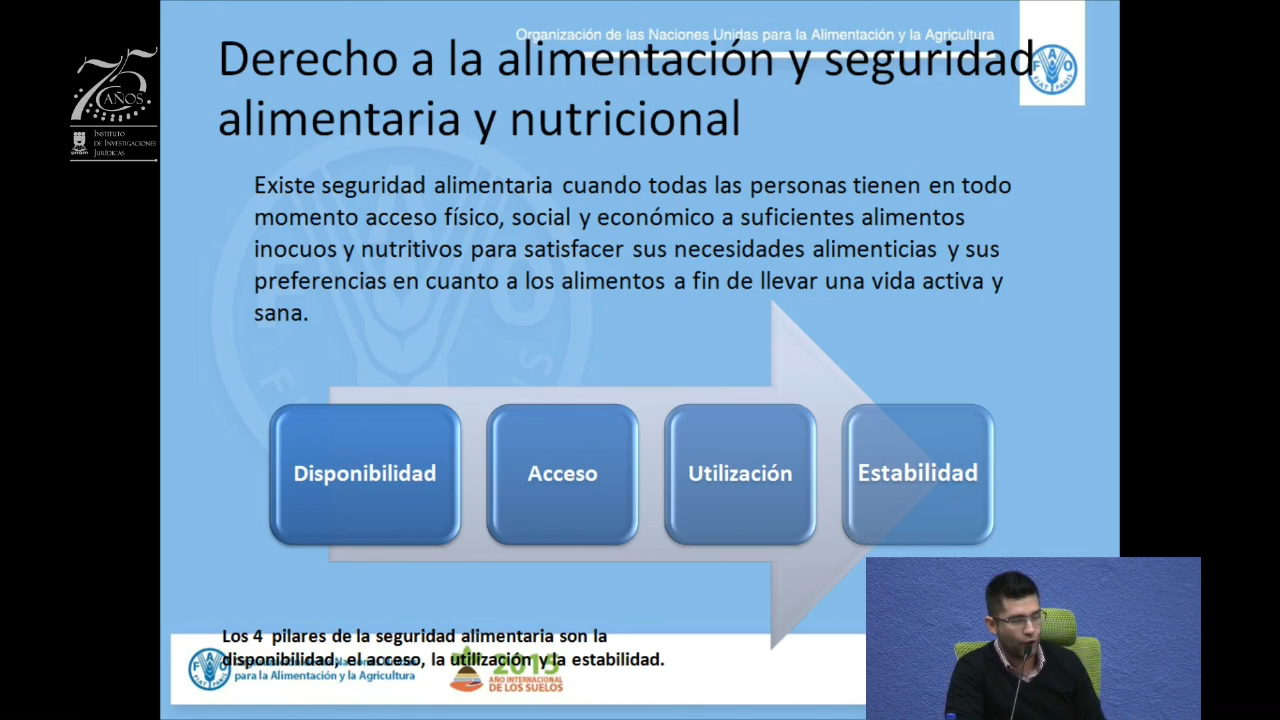 Organización de las Naciones Unidas para la Alimentación y la Agricultura
Derecho a la alimentación y seguridad
alimentaria y nutricional
75
AÑOS
INSTITUTO
DE INVESTIGACIONES
JURÍDICAS
UNAM
F A O
FIAT PANIS
Existe seguridad alimentaria cuando todas las personas tienen en todo
momento acceso físico, social y económico a suficientes alimentos
inocuos y nutritivos para satisfacer sus necesidades alimenticias y sus
preferencias en cuanto a los alimentos a fin de llevar una vida activa y
sana.
Disponibilidad
Acceso
Utilización
Estabilidad
Los 4 pilares de la seguridad alimentaria son la
disponibilidad, el acceso, la utilización y la estabilidad.
para la Alimentación y la Agricultura
2015
AÑO INTERNACIONAL
DE LOS SUELOS